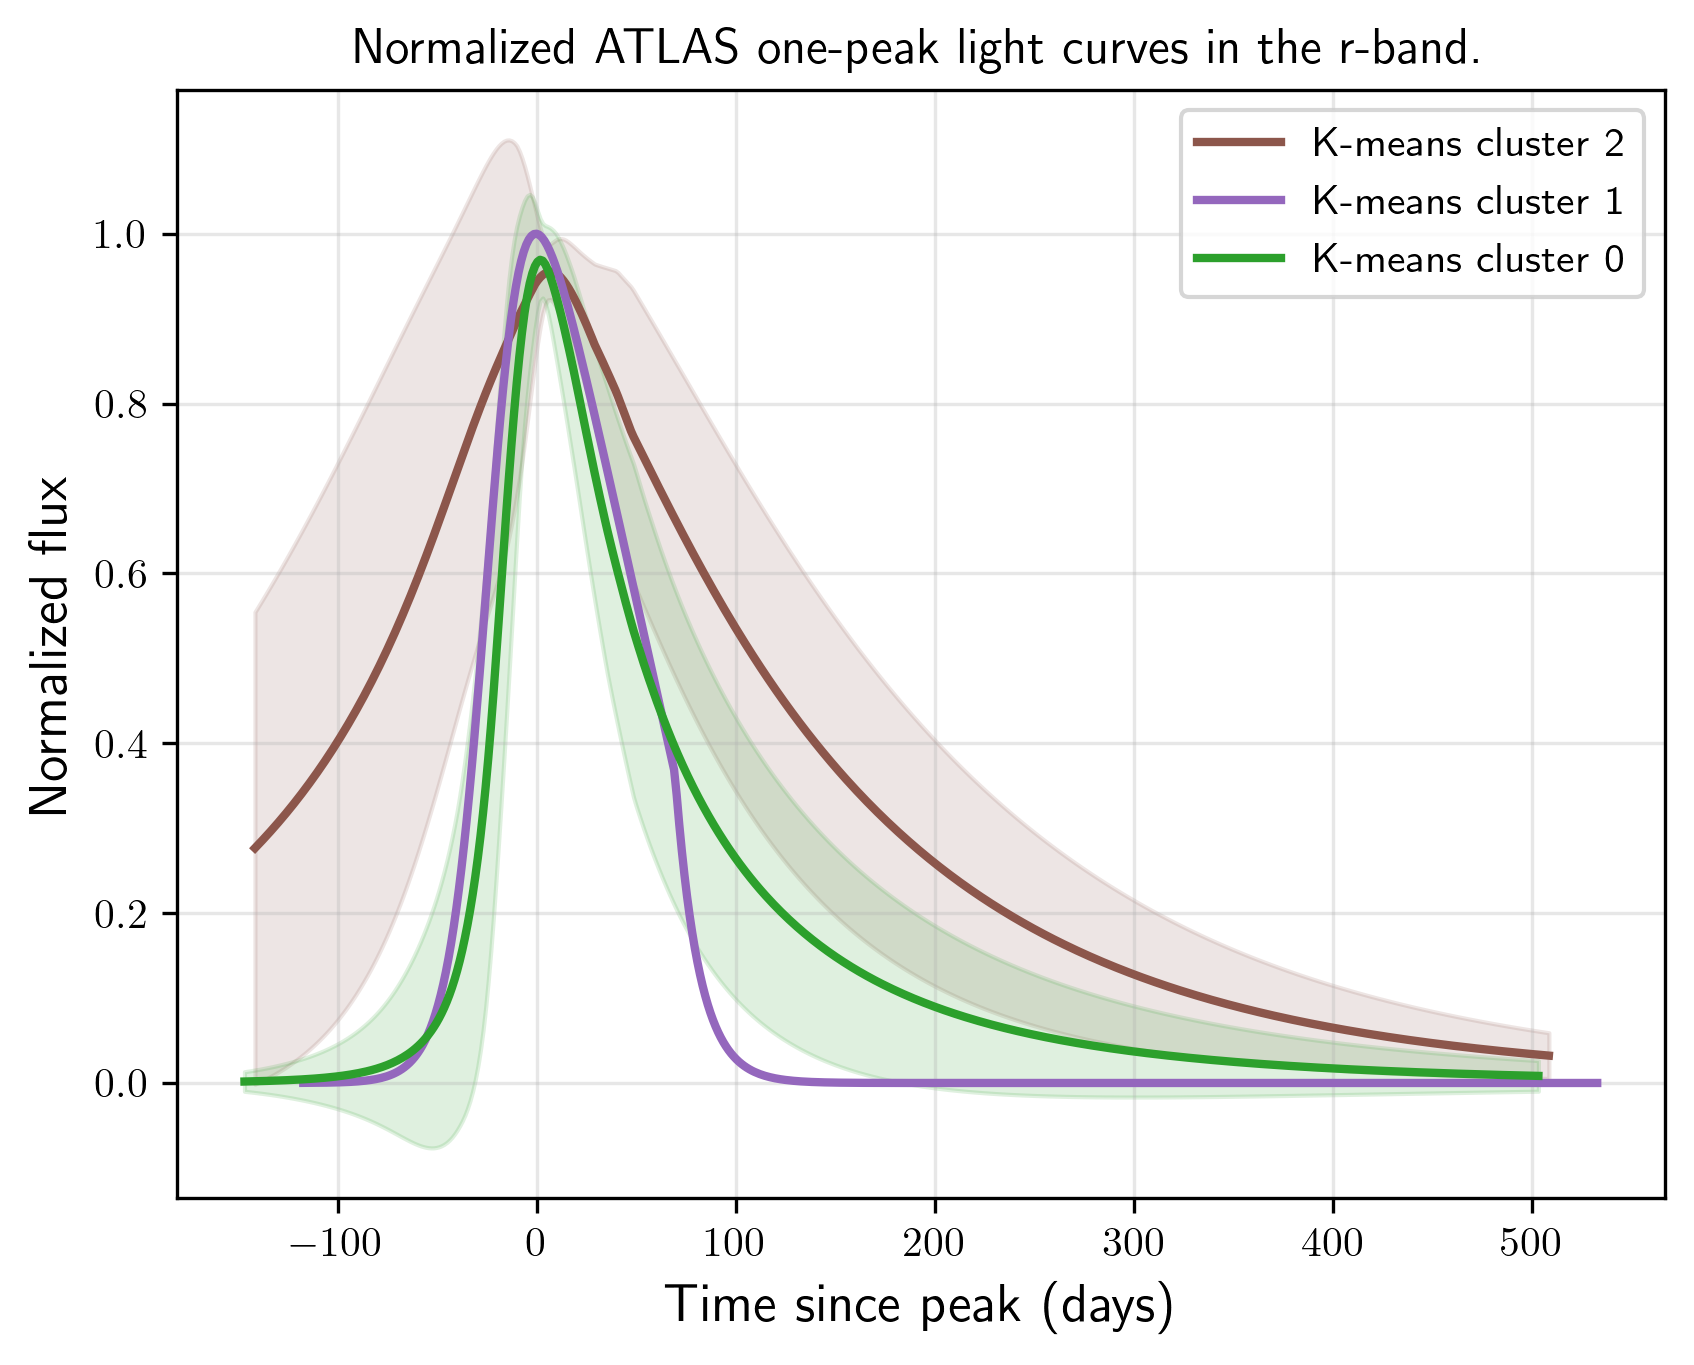 Normalized ATLAS one-peak light curves in the r-band.
K-means cluster 2
K-means cluster 1
K-means cluster 0
Normalized flux
1.0
0.8
0.6
0.4
0.2
0.0
−100 0 100 200 300 400 500
Time since peak (days)